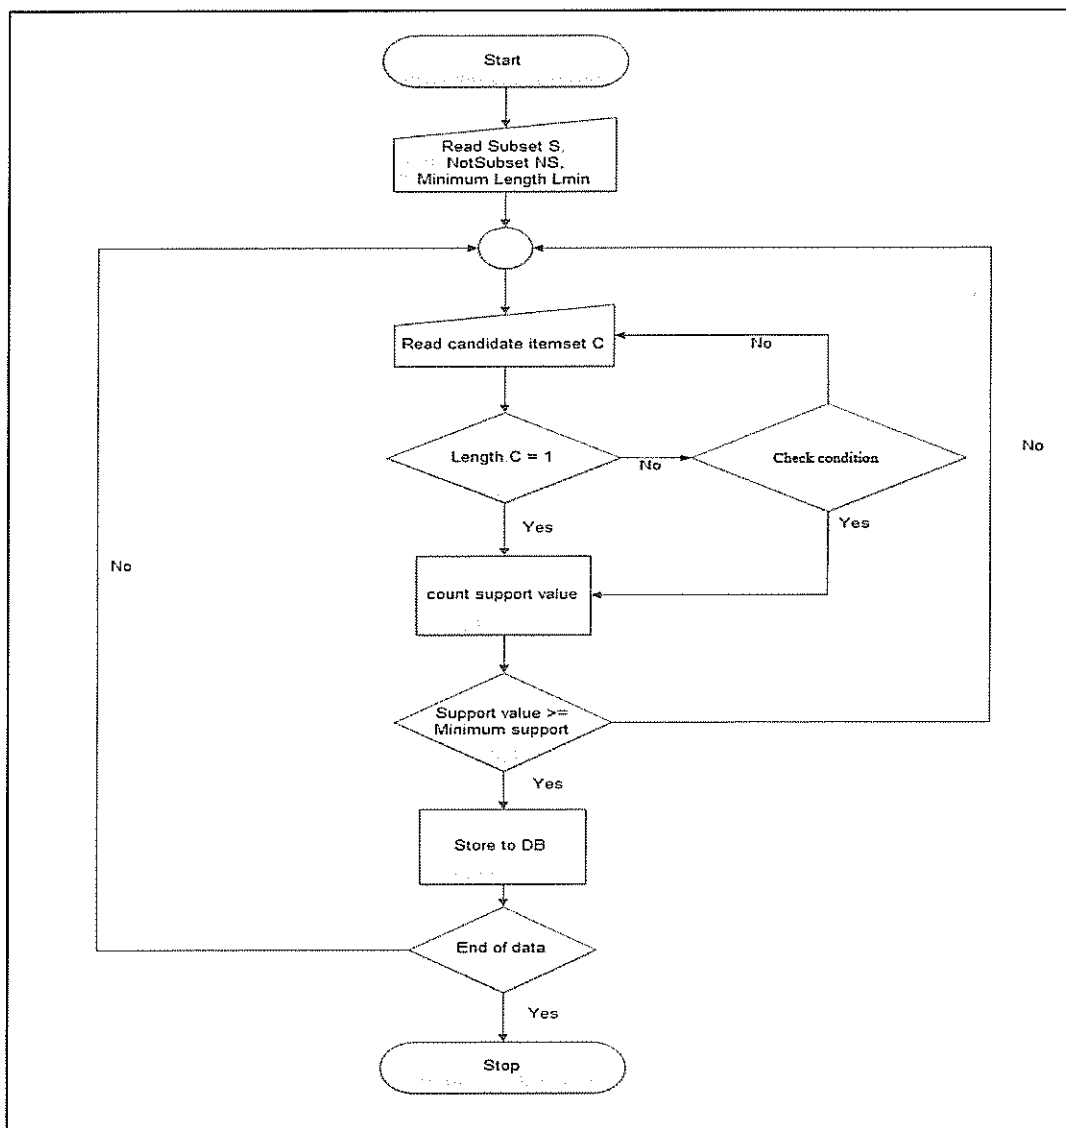 Start
Read Subset S,
NotSubset NS,
Minimum Length Lmin
Read candidate itemset C
No
Length C = 1
No
Check condition
No
Yes
Yes
No
count support value
Support value >=
Minimum support
Yes
Store to DB
End of data
Yes
Stop